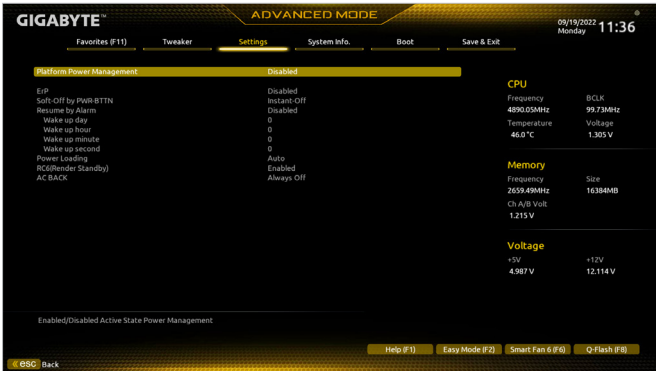 GIGABYTE™
ADVANCED MODE
09/19/2022 Monday 11:36
Favorites (F11) Tweaker Settings System Info. Boot Save & Exit
Platform Power Management Disabled
ErP Disabled
Soft-Off by PWR-BTTN Instant-Off
Resume by Alarm Disabled
Wake up day 0
Wake up hour 0
Wake up minute 0
Wake up second 0
Power Loading Auto
RC6(Render Standby) Enabled
AC BACK Always Off
CPU
Frequency BCLK
4890.05MHz 99.73MHz
Temperature Voltage
46.0 °C 1.305 V
Memory
Frequency Size
2659.49MHz 16384MB
Ch A/B Volt
1.215 V
Voltage
+5V +12V
4.987 V 12.114 V
Enabled/Disabled Active State Power Management
Help (F1) Easy Mode (F2) Smart Fan 6 (F6) Q-Flash (F8)
esc Back